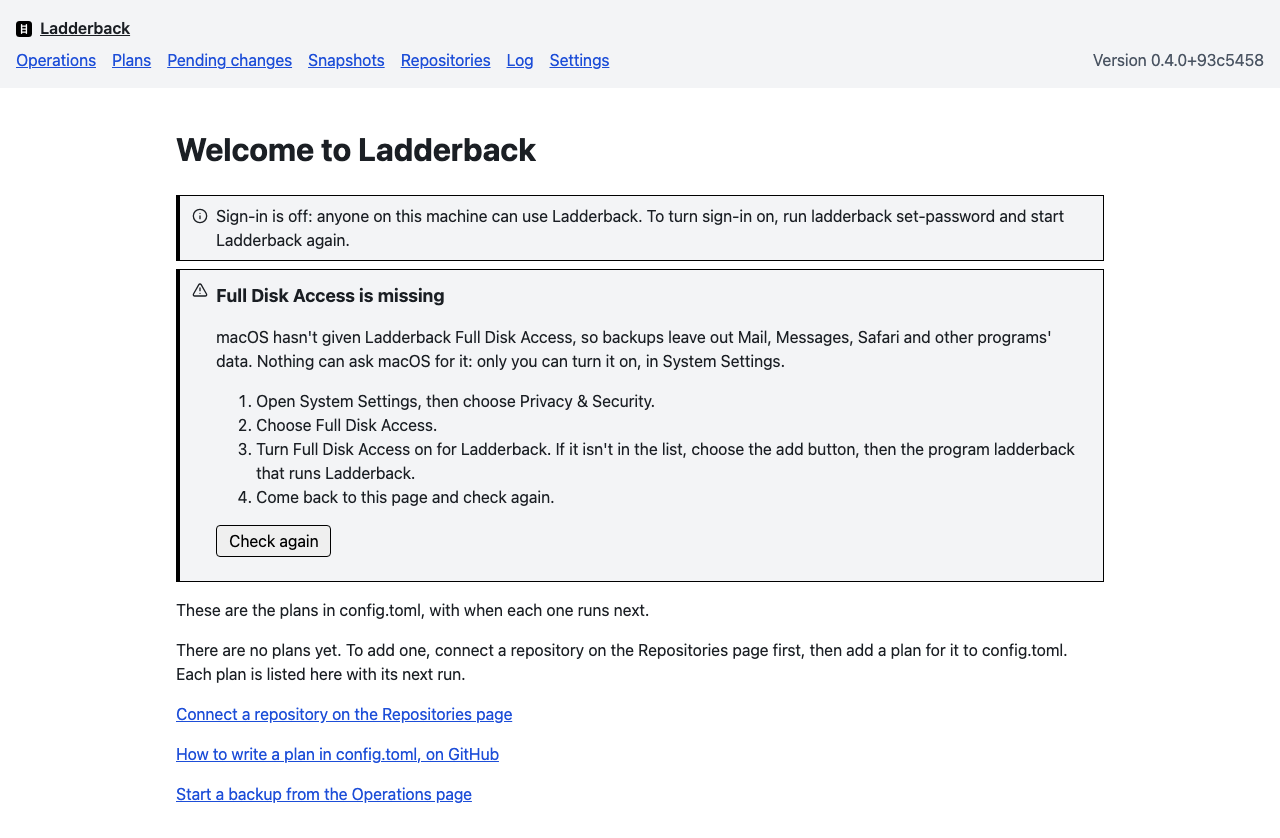 Ladderback
Operations Plans Pending changes Snapshots Repositories Log Settings Version 0.4.0+93c5458
Welcome to Ladderback
Sign-in is off: anyone on this machine can use Ladderback. To turn sign-in on, run ladderback set-password and start
Ladderback again.
Full Disk Access is missing
macOS hasn't given Ladderback Full Disk Access, so backups leave out Mail, Messages, Safari and other programs'
data. Nothing can ask macOS for it: only you can turn it on, in System Settings.
1. Open System Settings, then choose Privacy & Security.
2. Choose Full Disk Access.
3. Turn Full Disk Access on for Ladderback. If it isn't in the list, choose the add button, then the program ladderback
that runs Ladderback.
4. Come back to this page and check again.
Check again
These are the plans in config.toml, with when each one runs next.
There are no plans yet. To add one, connect a repository on the Repositories page first, then add a plan for it to config.toml.
Each plan is listed here with its next run.
Connect a repository on the Repositories page
How to write a plan in config.toml, on GitHub
Start a backup from the Operations page